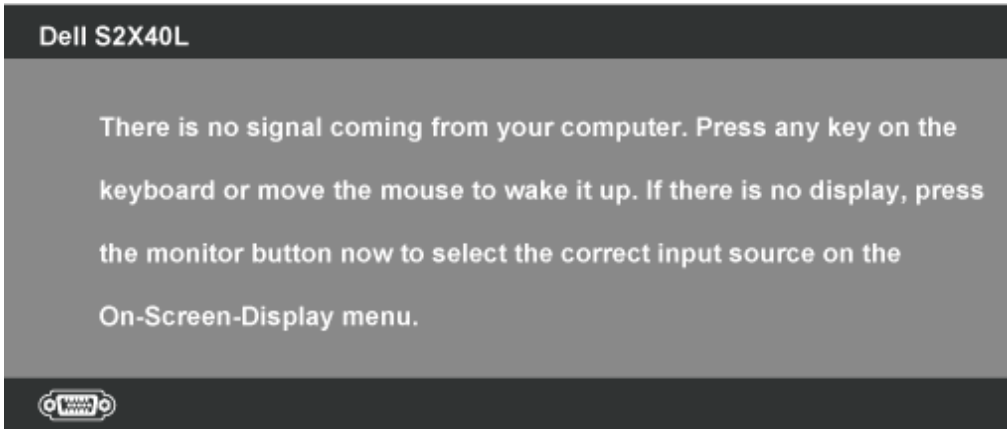 Dell S2X40L
There is no signal coming from your computer. Press any key on the
keyboard or move the mouse to wake it up. If there is no display, press
the monitor button now to select the correct input source on the
On-Screen-Display menu.